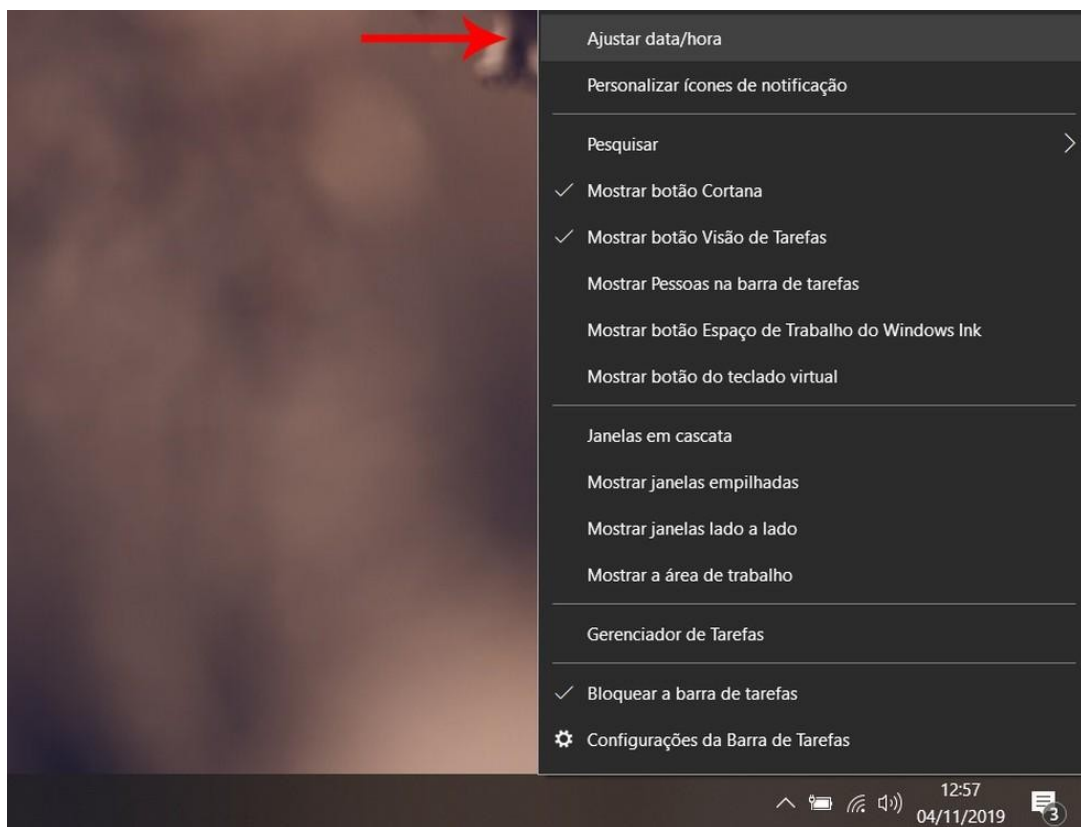 Ajustar data/hora
Personalizar ícones de notificação
Pesquisar
Mostrar botão Cortana
Mostrar botão Visão de Tarefas
Mostrar Pessoas na barra de tarefas
Mostrar botão Espaço de Trabalho do Windows Ink
Mostrar botão do teclado virtual
Janelas em cascata
Mostrar janelas empilhadas
Mostrar janelas lado a lado
Mostrar a área de trabalho
Gerenciador de Tarefas
Bloquear a barra de tarefas
Configurações da Barra de Tarefas
12:57
04/11/2019
3